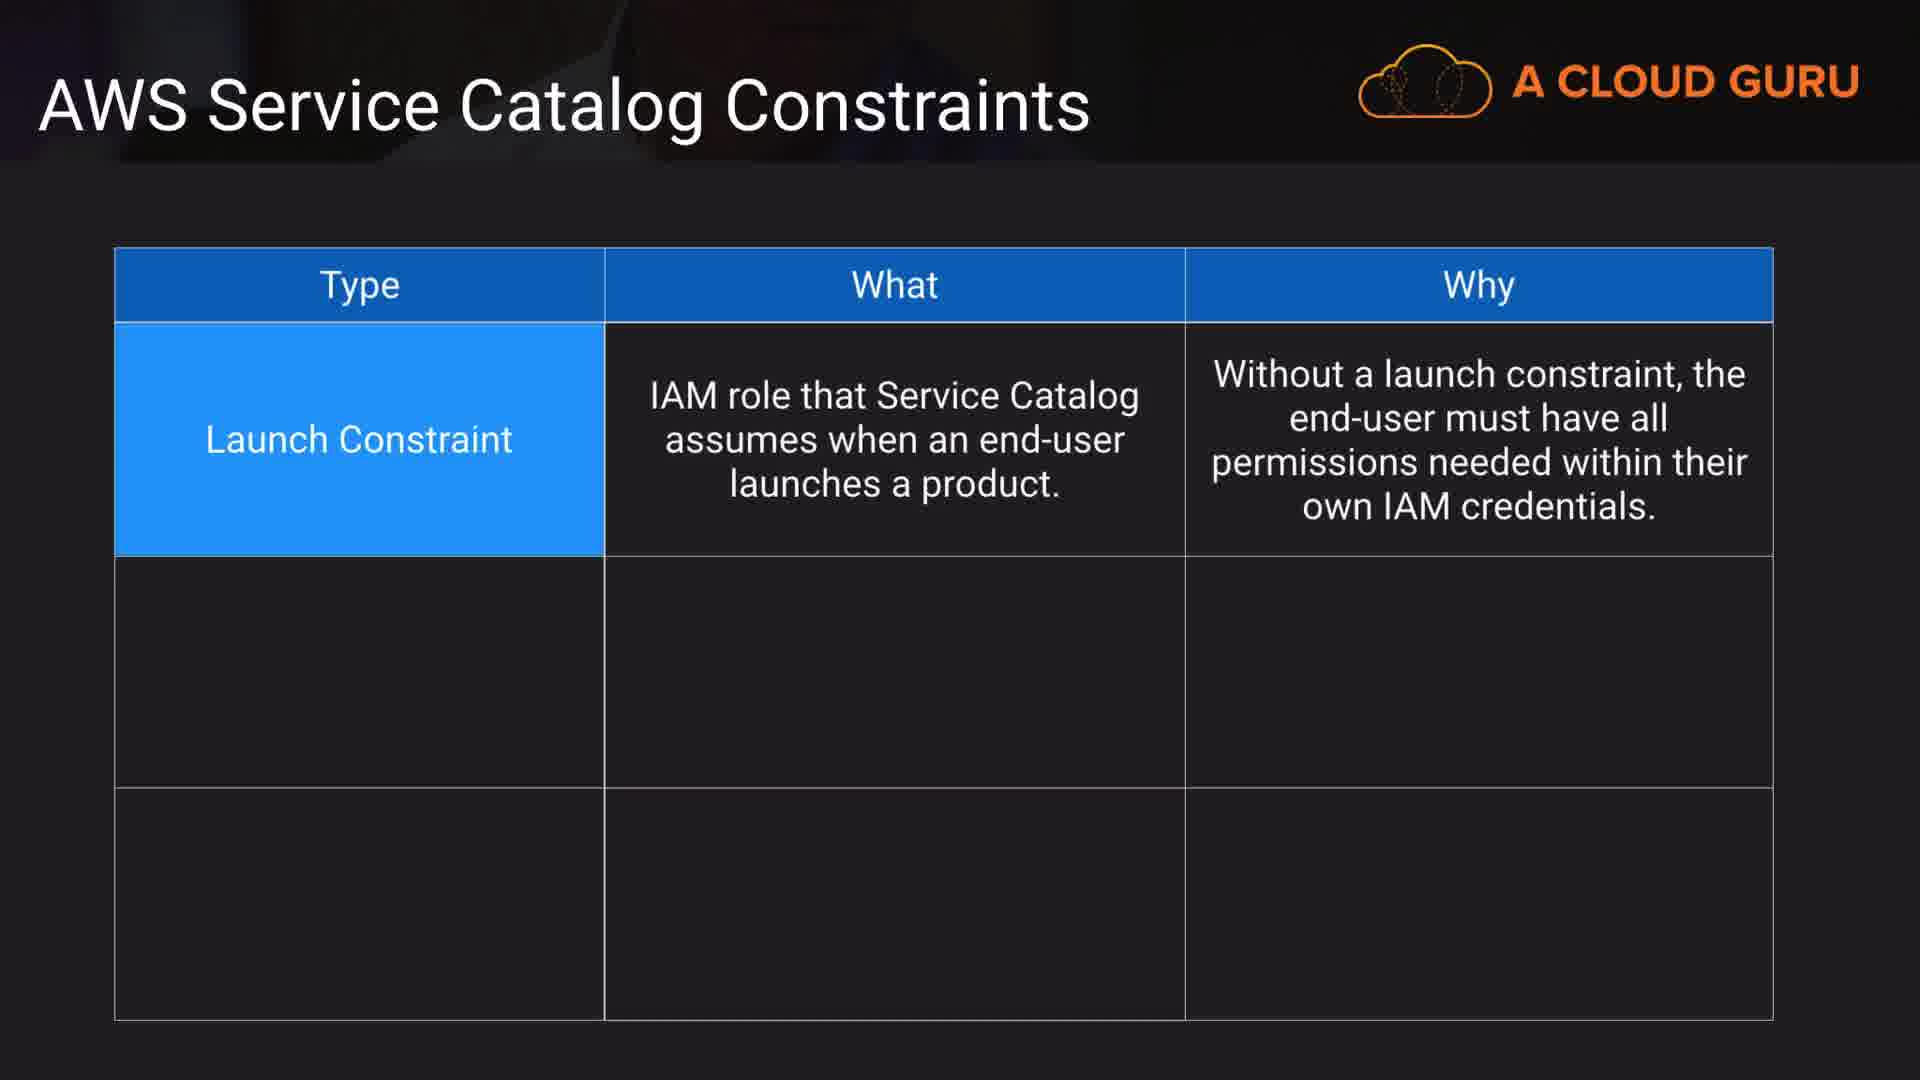 AWS Service Catalog Constraints
A CLOUD GURU
Type
What
Why
Launch Constraint
IAM role that Service Catalog
assumes when an end-user
launches a product.
Without a launch constraint, the
end-user must have all
permissions needed within their
own IAM credentials.